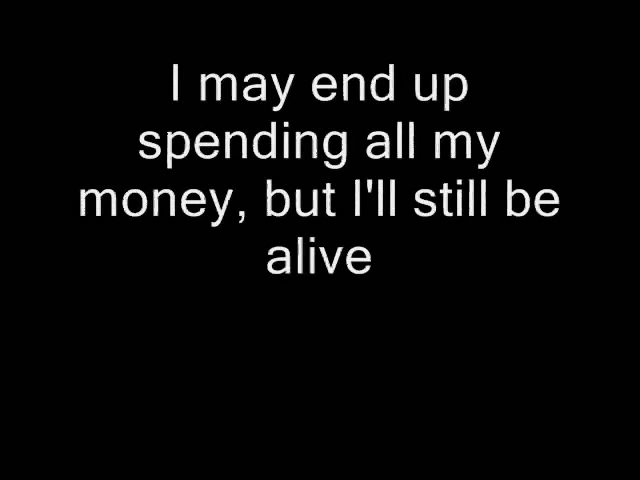 I may end up
spending all my
money, but I'll still be
alive